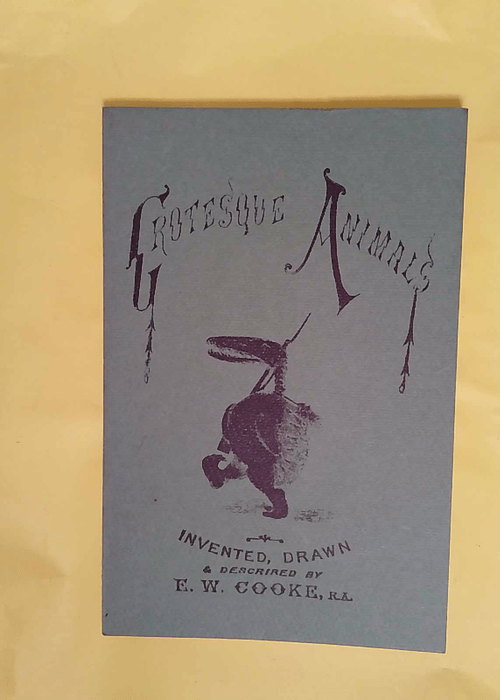 GROTESQUE ANIMALS
INVENTED, DRAWN
& DESCRIBED BY
E. W. COOKE, R.A.